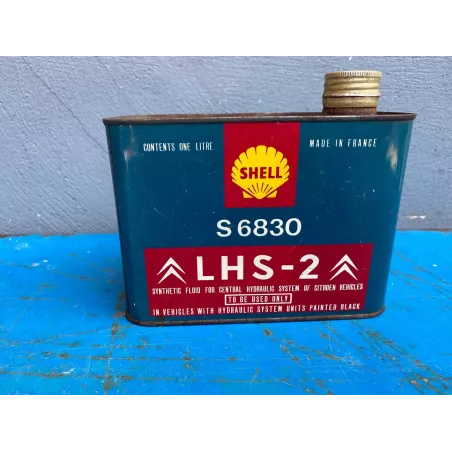 CONTENTS ONE LITRE
MADE IN FRANCE
SHELL
S 6830
LHS-2
SYNTHETIC FLUID FOR CENTRAL HYDRAULIC SYSTEM OF CITROEN VEHICLES
TO BE USED ONLY
IN VEHICLES WITH HYDRAULIC SYSTEM UNITS PAINTED BLACK